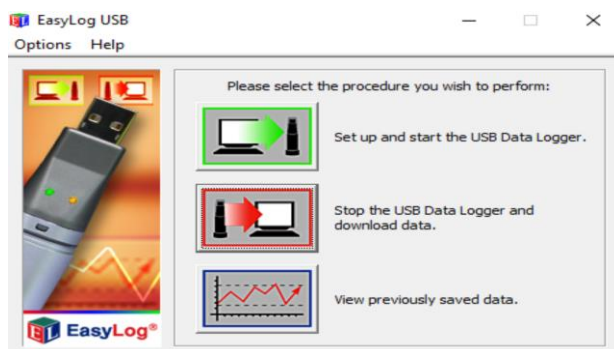 EasyLog USB
Options Help
Please select the procedure you wish to perform:
Set up and start the USB Data Logger.
Stop the USB Data Logger and
download data.
View previously saved data.
EL EasyLog®